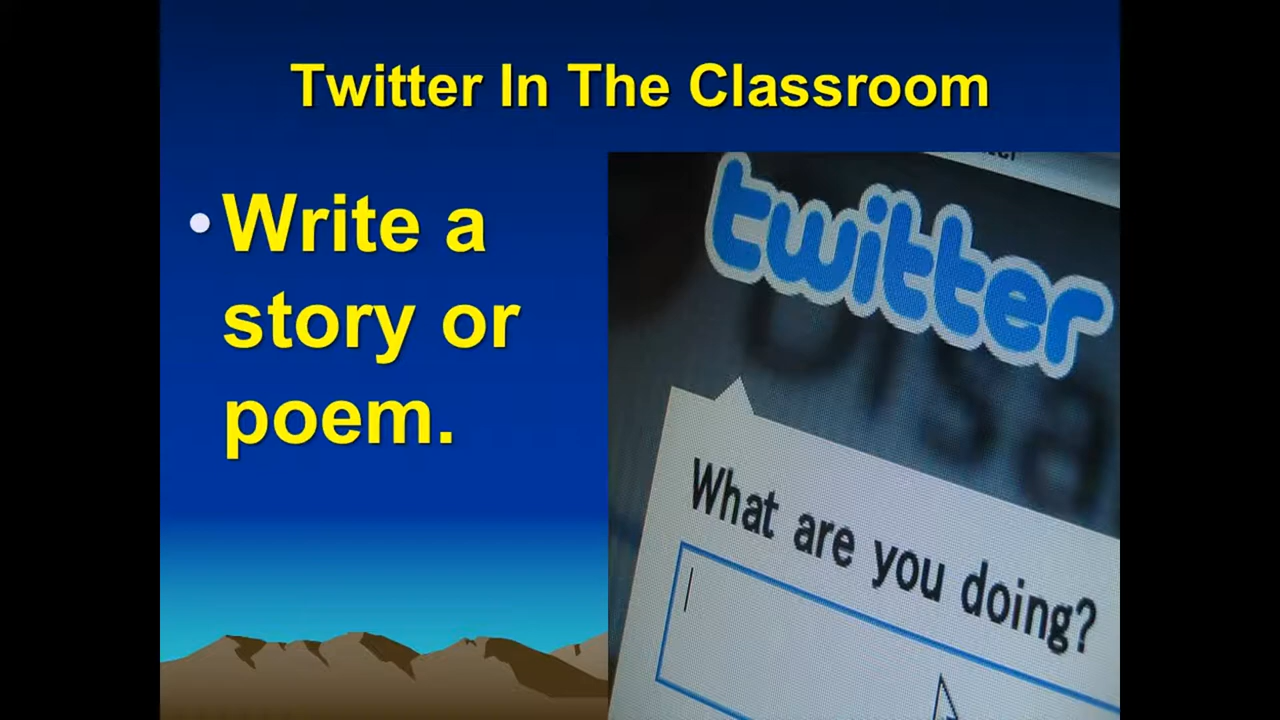 Twitter In The Classroom
• Write a
story or
poem.
twitter
What are you doing?